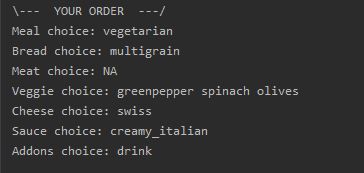 \---  YOUR ORDER  ---/
Meal choice: vegetarian
Bread choice: multigrain
Meat choice: NA
Veggie choice: greenpepper spinach olives
Cheese choice: swiss
Sauce choice: creamy_italian
Addons choice: drink